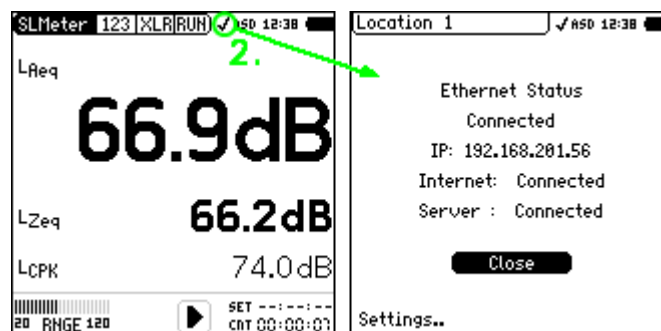 SLMeter 123 XLR RUN ✓ ASD 12:38
2.
LAeq
66.9dB
LZeq 66.2dB
LCPK 74.0dB
20 RNGE 120
SET --:--:--
CNT 00:00:07
Location 1 ✓ ASD 12:38
Ethernet Status
Connected
IP: 192.168.201.56
Internet: Connected
Server : Connected
Close
Settings..